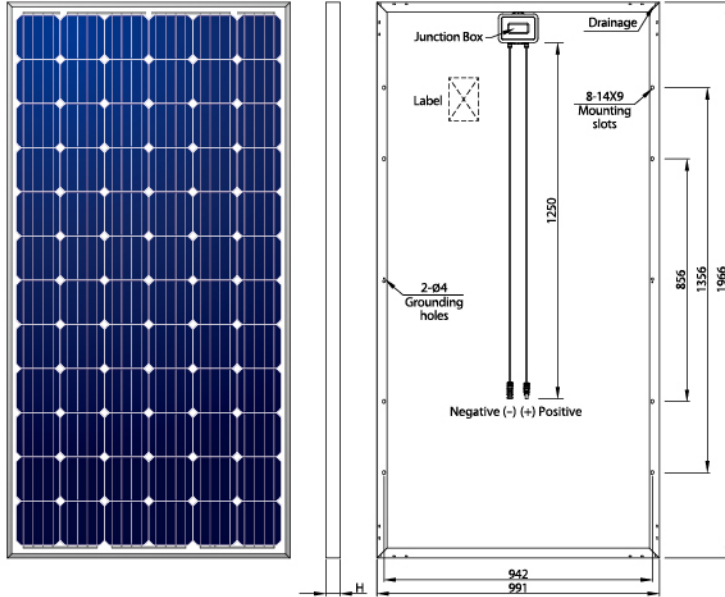 Drainage
Junction Box
Label
8-14X9
Mounting
slots
1250
856
1356
1966
2-Ø4
Grounding
holes
Negative (-) (+) Positive
942
H
991